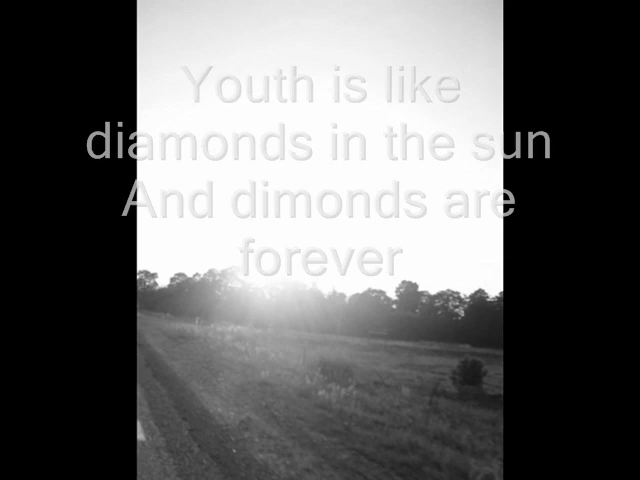 Youth is like
diamonds in the sun
And dimonds are
forever